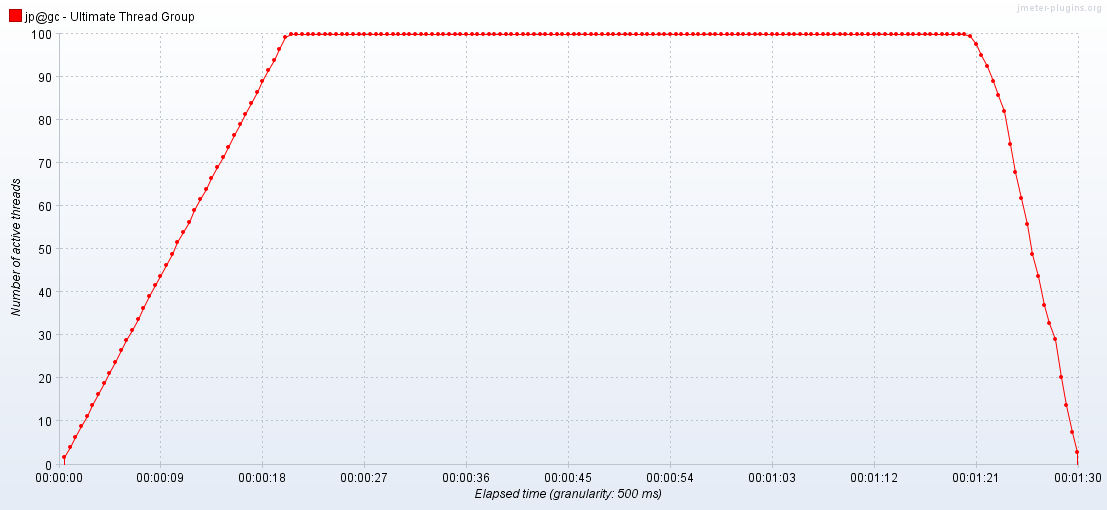 jmeter-plugins.org
jp@gc - Ultimate Thread Group
100
90
80
70
60
50
40
30
20
10
0
Number of active threads
00:00:00 00:00:09 00:00:18 00:00:27 00:00:36 00:00:45 00:00:54 00:01:03 00:01:12 00:01:21 00:01:30
Elapsed time (granularity: 500 ms)